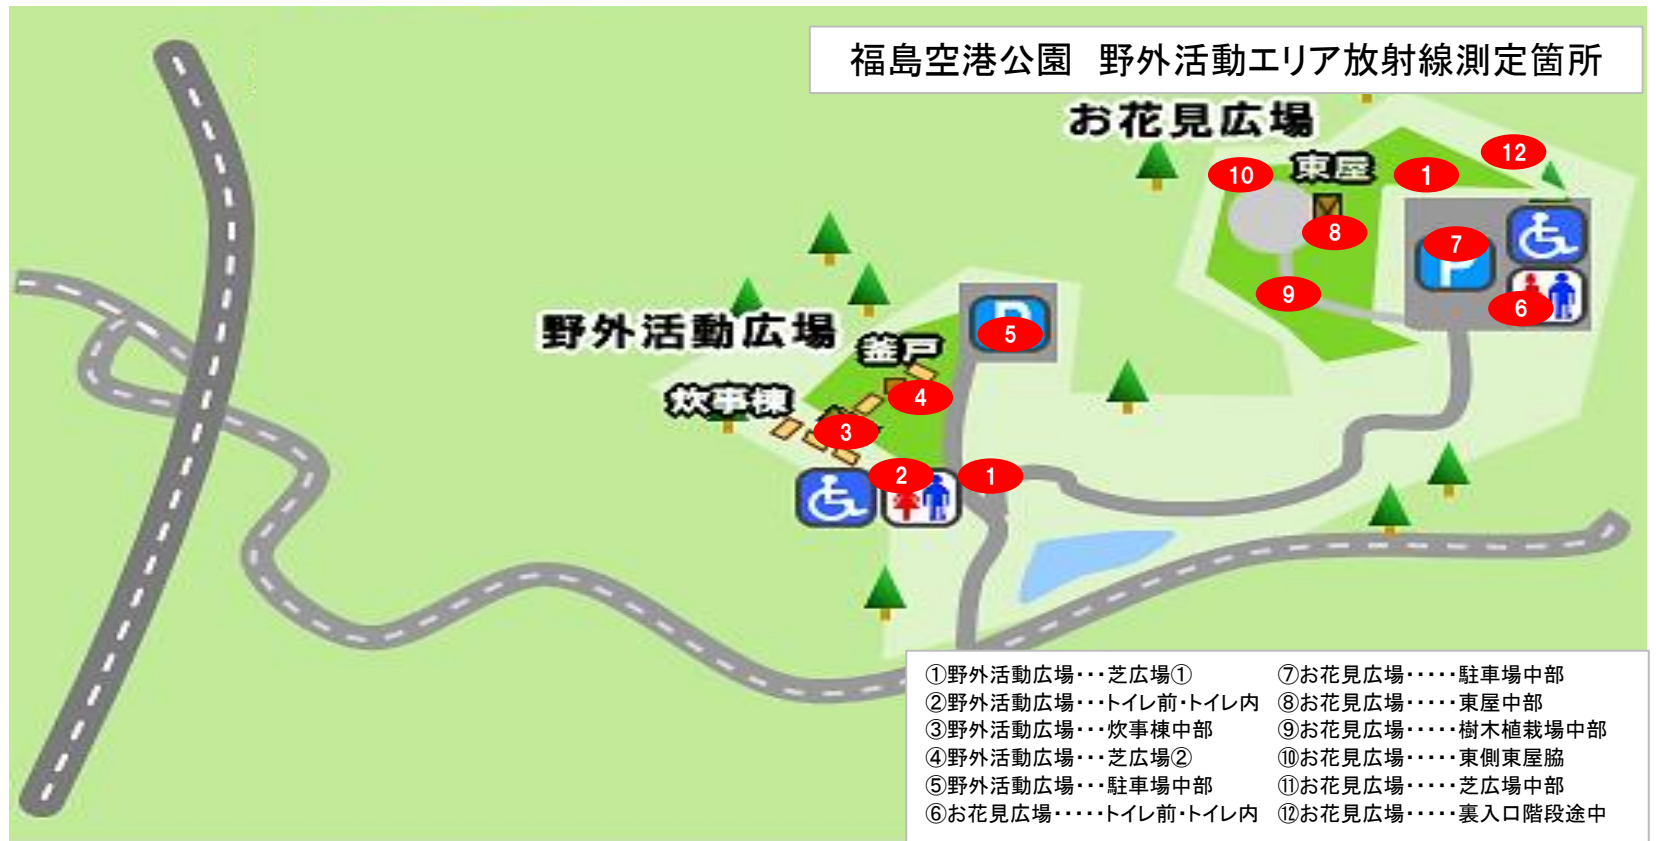 福島空港公園　野外活動エリア放射線測定箇所
お花見広場
東屋
12
10
1
8
7
P
9
6
野外活動広場
釜戸
P
5
炊事棟
4
3
2
1
①野外活動広場・・・芝広場①
②野外活動広場・・・トイレ前・トイレ内
③野外活動広場・・・炊事棟中部
④野外活動広場・・・芝広場②
⑤野外活動広場・・・駐車場中部
⑥お花見広場・・・・・トイレ前・トイレ内
⑦お花見広場・・・・・駐車場中部
⑧お花見広場・・・・・東屋中部
⑨お花見広場・・・・・樹木植栽場中部
⑩お花見広場・・・・・東側東屋脇
⑪お花見広場・・・・・芝広場中部
⑫お花見広場・・・・・裏入口階段途中